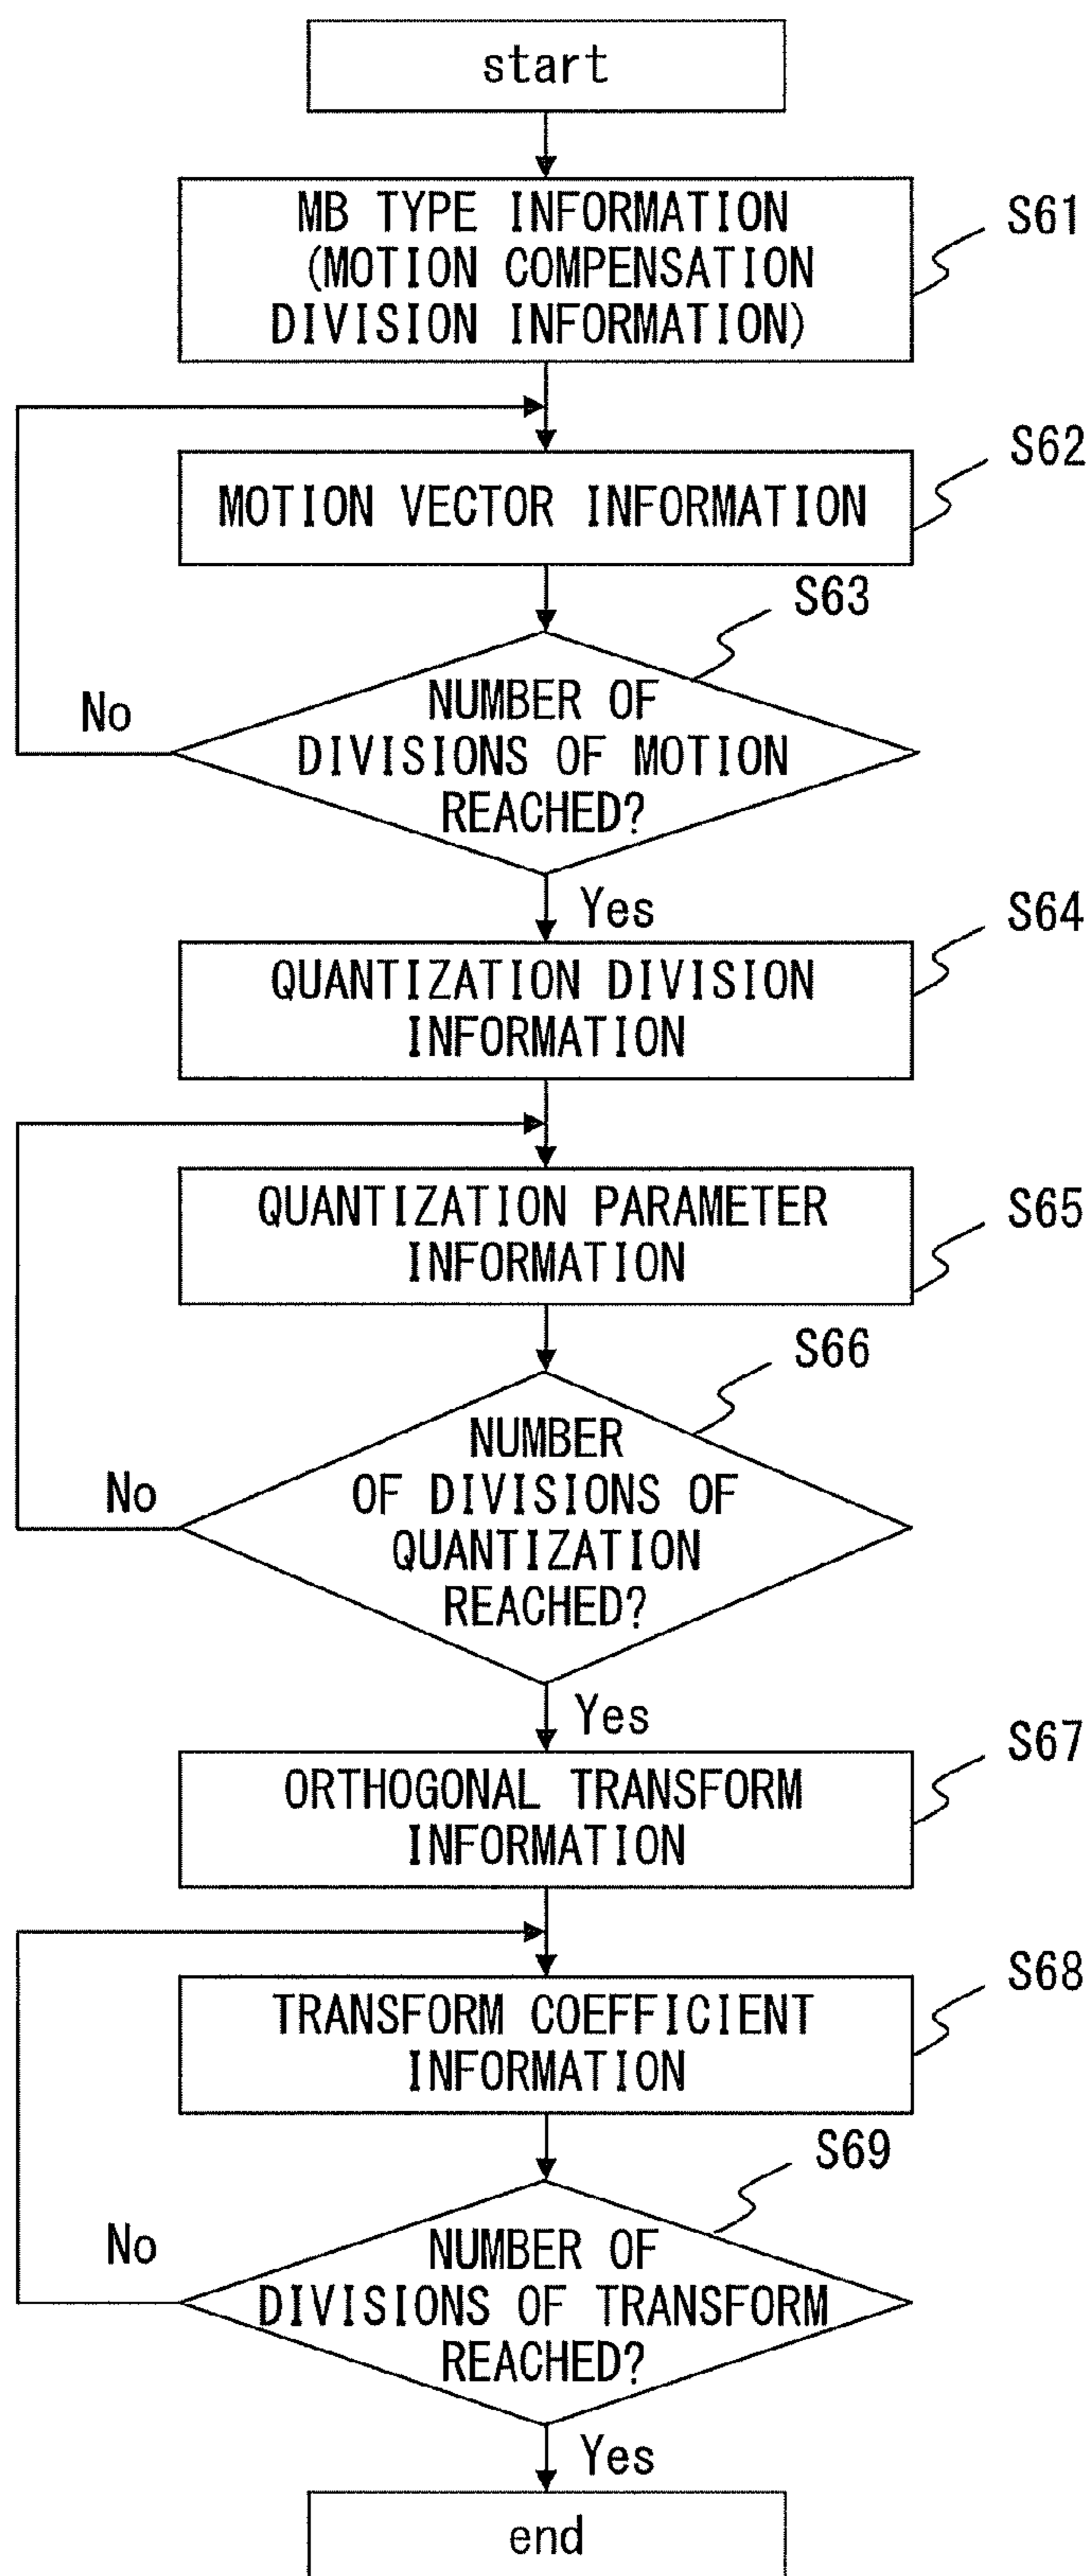 start
MB TYPE INFORMATION
(MOTION COMPENSATION
DIVISION INFORMATION)
S61
S62
MOTION VECTOR INFORMATION
S63
NUMBER OF
DIVISIONS OF MOTION
REACHED?
No
Yes
S64
QUANTIZATION DIVISION
INFORMATION
QUANTIZATION PARAMETER
INFORMATION
S65
S66
NUMBER
OF DIVISIONS OF
QUANTIZATION
REACHED?
No
Yes
S67
ORTHOGONAL TRANSFORM
INFORMATION
S68
TRANSFORM COEFFICIENT
INFORMATION
S69
No
NUMBER OF
DIVISIONS OF TRANSFORM
REACHED?
Yes
end